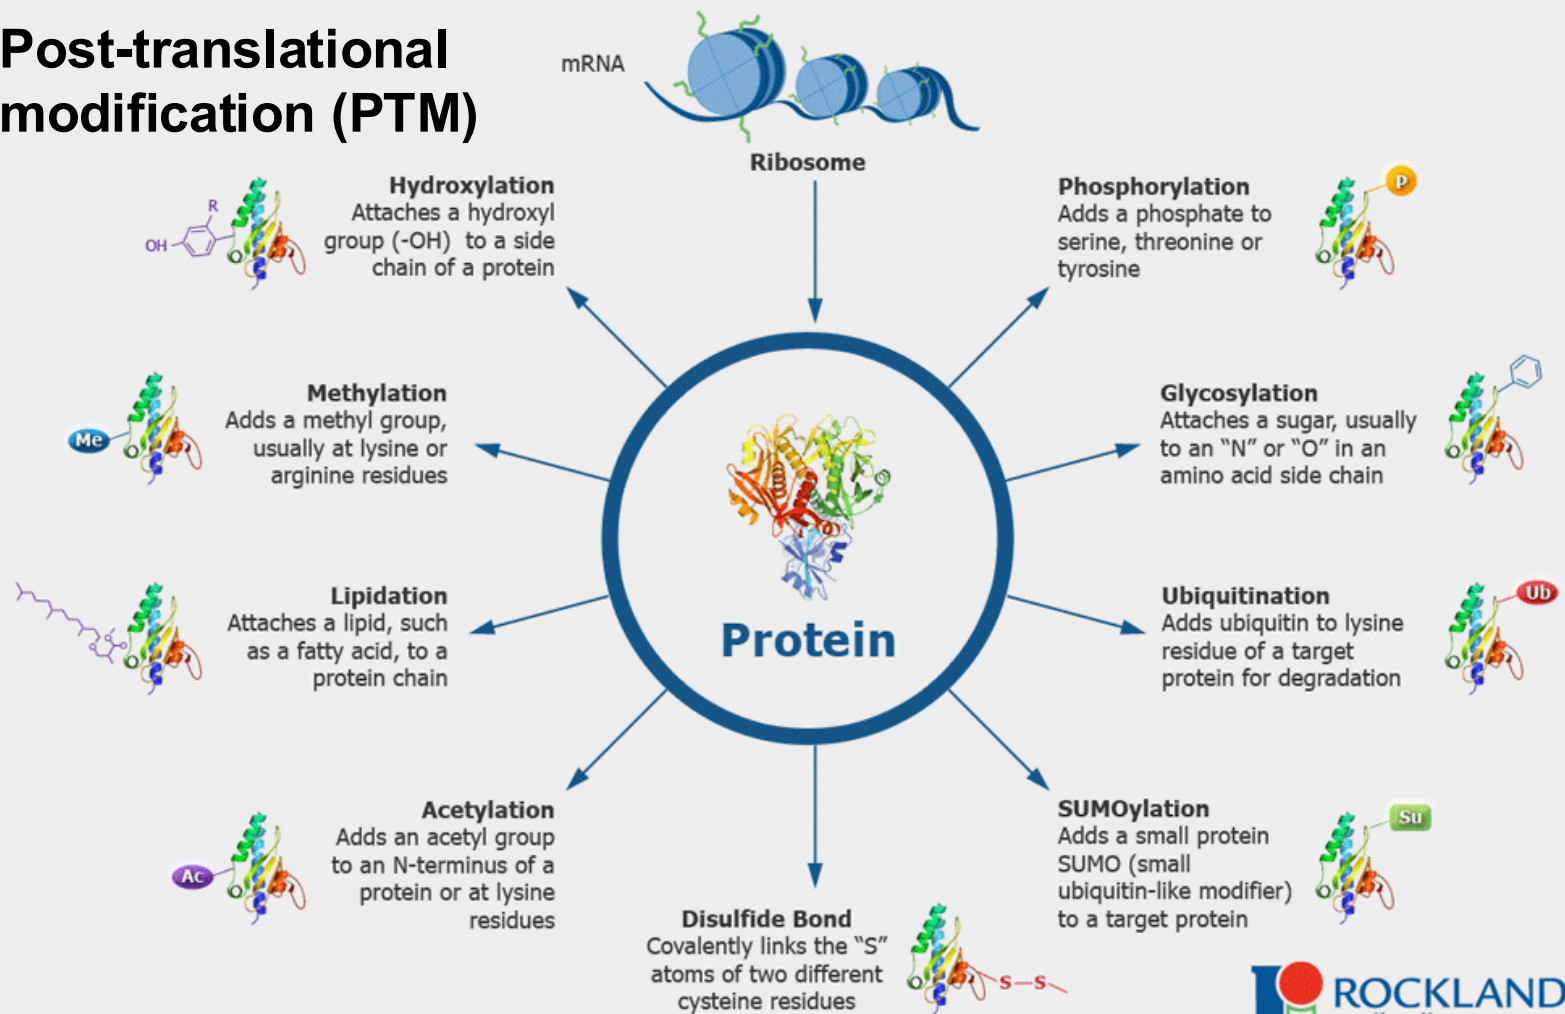 Post-translational
modification (PTM)
mRNA
Ribosome
Hydroxylation
Attaches a hydroxyl
group (-OH) to a side
chain of a protein
R
OH
Phosphorylation
Adds a phosphate to
serine, threonine or
tyrosine
P
Methylation
Adds a methyl group,
usually at lysine or
arginine residues
Me
Glycosylation
Attaches a sugar, usually
to an “N” or “O” in an
amino acid side chain
Lipidation
Attaches a lipid, such
as a fatty acid, to a
protein chain
Protein
Ubiquitination
Adds ubiquitin to lysine
residue of a target
protein for degradation
Ub
Acetylation
Adds an acetyl group
to an N-terminus of a
protein or at lysine
residues
Ac
SUMOylation
Adds a small protein
SUMO (small
ubiquitin-like modifier)
to a target protein
Su
Disulfide Bond
Covalently links the “S”
atoms of two different
cysteine residues
S—S
ROCKLAND